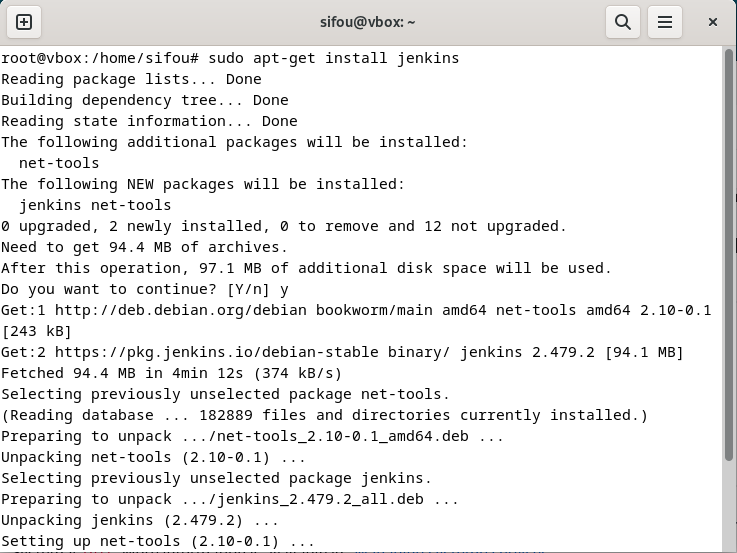 sifou@vbox: ~
root@vbox:/home/sifou# sudo apt-get install jenkins
Reading package lists... Done
Building dependency tree... Done
Reading state information... Done
The following additional packages will be installed:
  net-tools
The following NEW packages will be installed:
  jenkins net-tools
0 upgraded, 2 newly installed, 0 to remove and 12 not upgraded.
Need to get 94.4 MB of archives.
After this operation, 97.1 MB of additional disk space will be used.
Do you want to continue? [Y/n] y
Get:1 http://deb.debian.org/debian bookworm/main amd64 net-tools amd64 2.10-0.1
[243 kB]
Get:2 https://pkg.jenkins.io/debian-stable binary/ jenkins 2.479.2 [94.1 MB]
Fetched 94.4 MB in 4min 12s (374 kB/s)
Selecting previously unselected package net-tools.
(Reading database ... 182889 files and directories currently installed.)
Preparing to unpack .../net-tools_2.10-0.1_amd64.deb ...
Unpacking net-tools (2.10-0.1) ...
Selecting previously unselected package jenkins.
Preparing to unpack .../jenkins_2.479.2_all.deb ...
Unpacking jenkins (2.479.2) ...
Setting up net-tools (2.10-0.1) ...